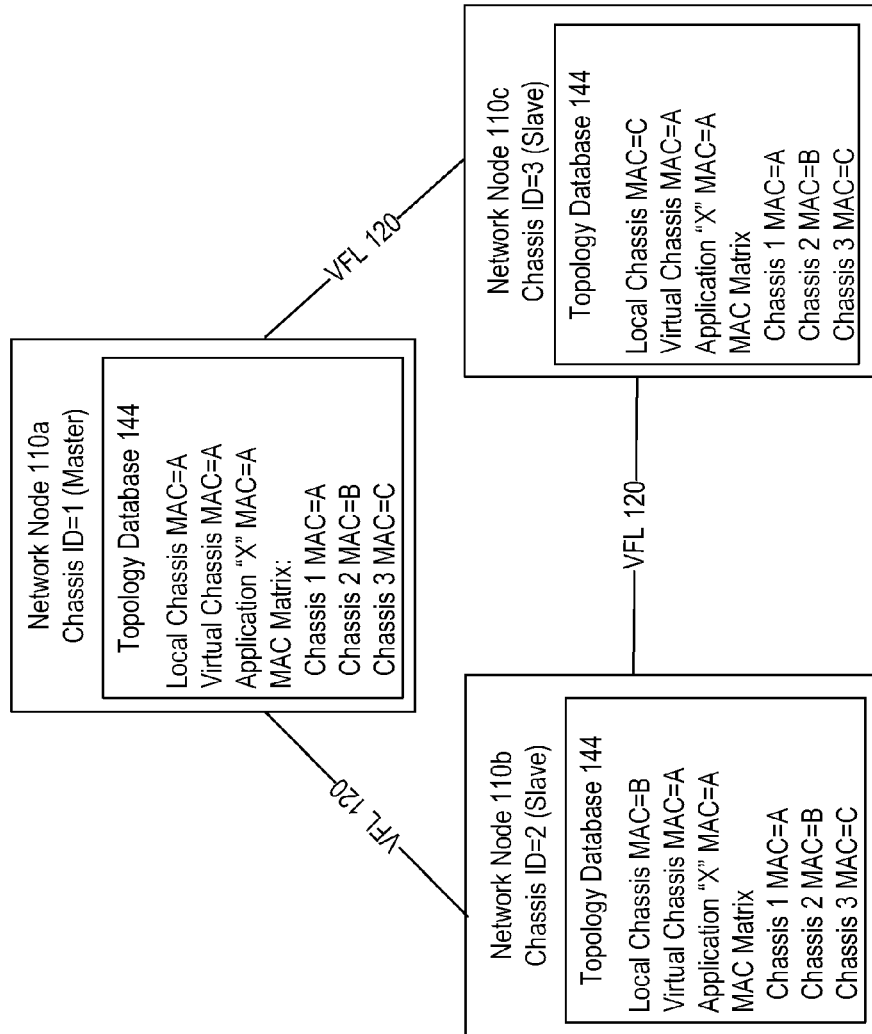 Network Node 110a
Chassis ID=1 (Master)
Topology Database 144
Local Chassis MAC=A
Virtual Chassis MAC=A
Application “X” MAC=A
MAC Matrix:
Chassis 1 MAC=A
Chassis 2 MAC=B
Chassis 3 MAC=C
VFL 120
VFL 120
Network Node 110b
Chassis ID=2 (Slave)
Topology Database 144
Local Chassis MAC=B
Virtual Chassis MAC=A
Application “X” MAC=A
MAC Matrix
Chassis 1 MAC=A
Chassis 2 MAC=B
Chassis 3 MAC=C
VFL 120
Network Node 110c
Chassis ID=3 (Slave)
Topology Database 144
Local Chassis MAC=C
Virtual Chassis MAC=A
Application “X” MAC=A
MAC Matrix
Chassis 1 MAC=A
Chassis 2 MAC=B
Chassis 3 MAC=C